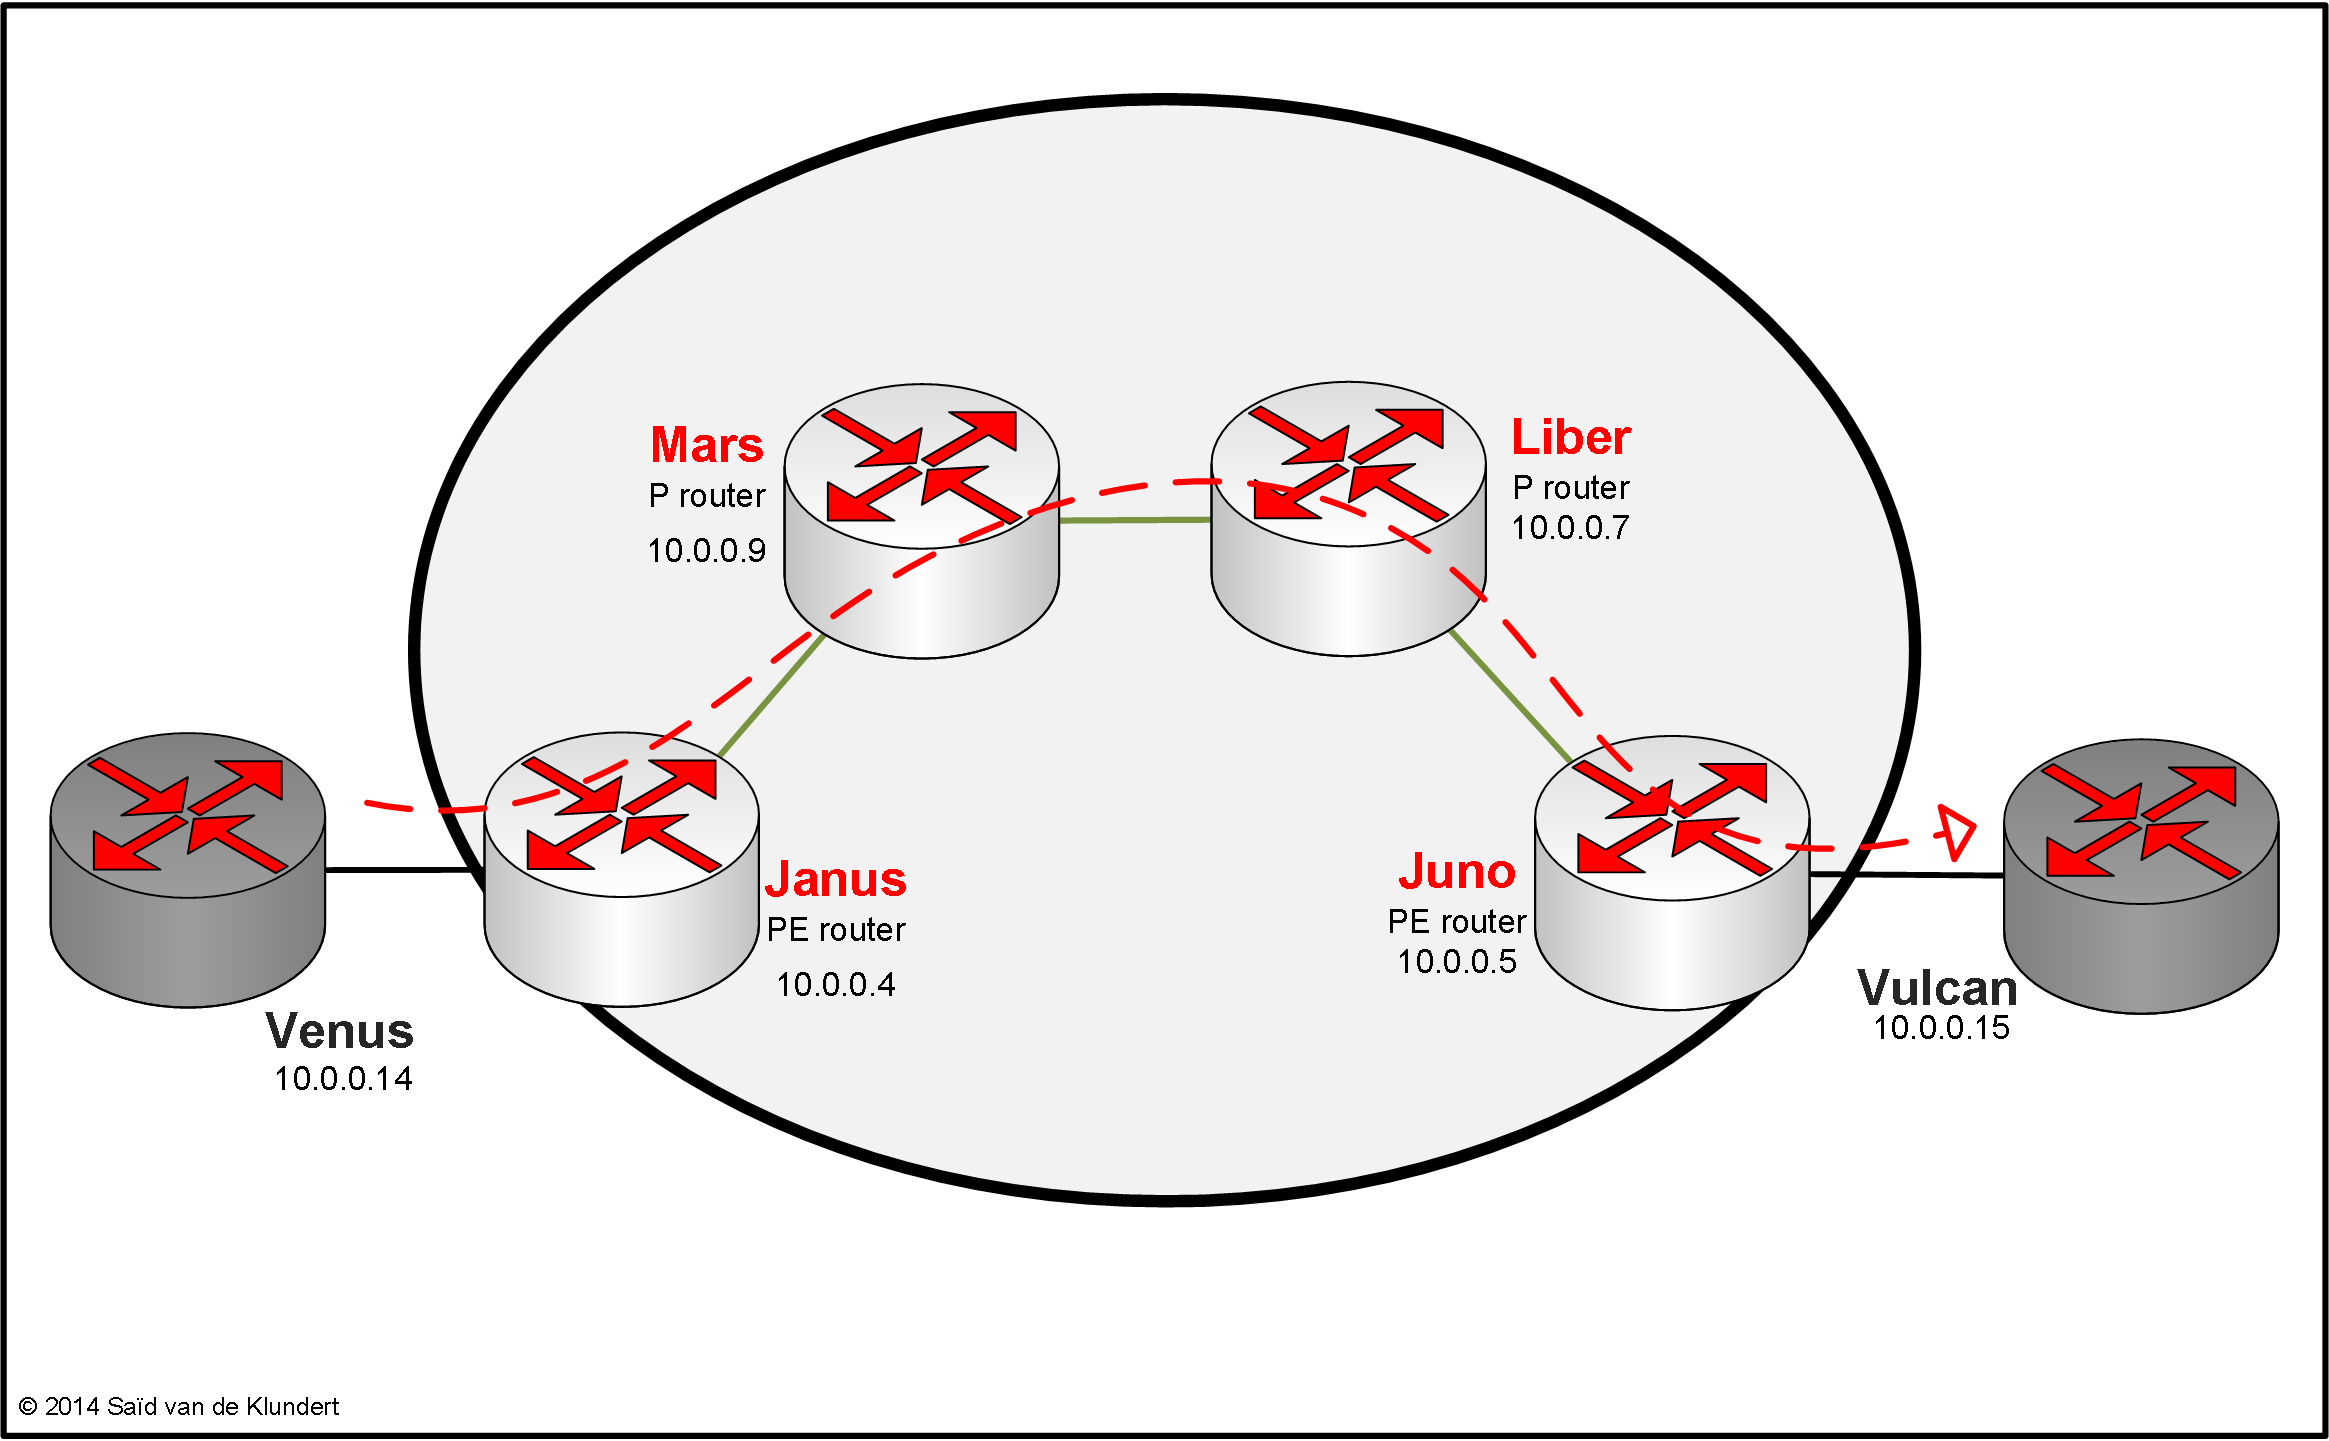 Mars
P router
10.0.0.9
Liber
P router
10.0.0.7
Janus
PE router
10.0.0.4
Juno
PE router
10.0.0.5
Venus
10.0.0.14
Vulcan
10.0.0.15
© 2014 Saïd van de Klundert